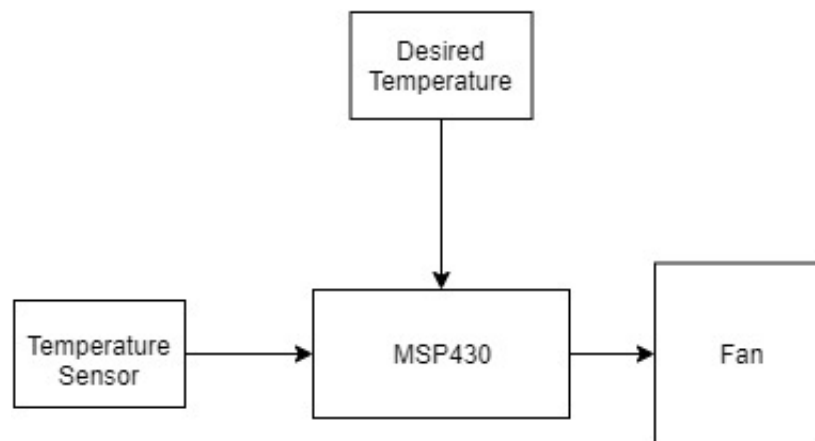 Desired
Temperature
Temperature
Sensor
MSP430
Fan